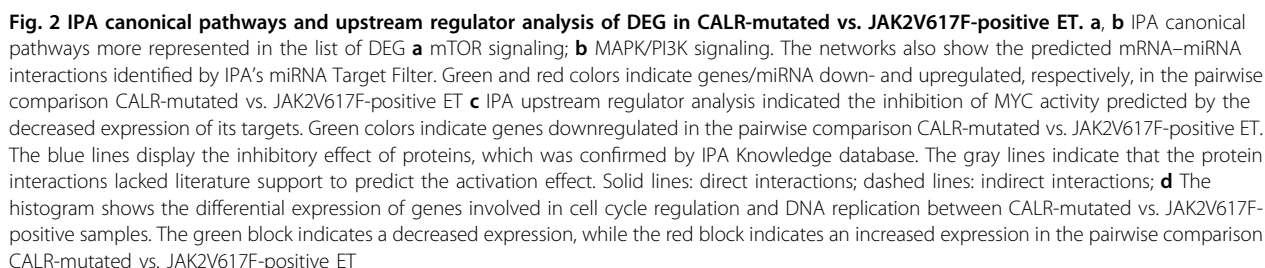 Fig. 2 IPA canonical pathways and upstream regulator analysis of DEG in CALR-mutated vs. JAK2V617F-positive ET. a, b IPA canonical
pathways more represented in the list of DEG a mTOR signaling; b MAPK/PI3K signaling. The networks also show the predicted mRNA–miRNA
interactions identified by IPA's miRNA Target Filter. Green and red colors indicate genes/miRNA down- and upregulated, respectively, in the pairwise
comparison CALR-mutated vs. JAK2V617F-positive ET c IPA upstream regulator analysis indicated the inhibition of MYC activity predicted by the
decreased expression of its targets. Green colors indicate genes downregulated in the pairwise comparison CALR-mutated vs. JAK2V617F-positive ET.
The blue lines display the inhibitory effect of proteins, which was confirmed by IPA Knowledge database. The gray lines indicate that the protein
interactions lacked literature support to predict the activation effect. Solid lines: direct interactions; dashed lines: indirect interactions; d The
histogram shows the differential expression of genes involved in cell cycle regulation and DNA replication between CALR-mutated vs. JAK2V617F-
positive samples. The green block indicates a decreased expression, while the red block indicates an increased expression in the pairwise comparison
CALR-mutated vs. JAK2V617F-positive ET